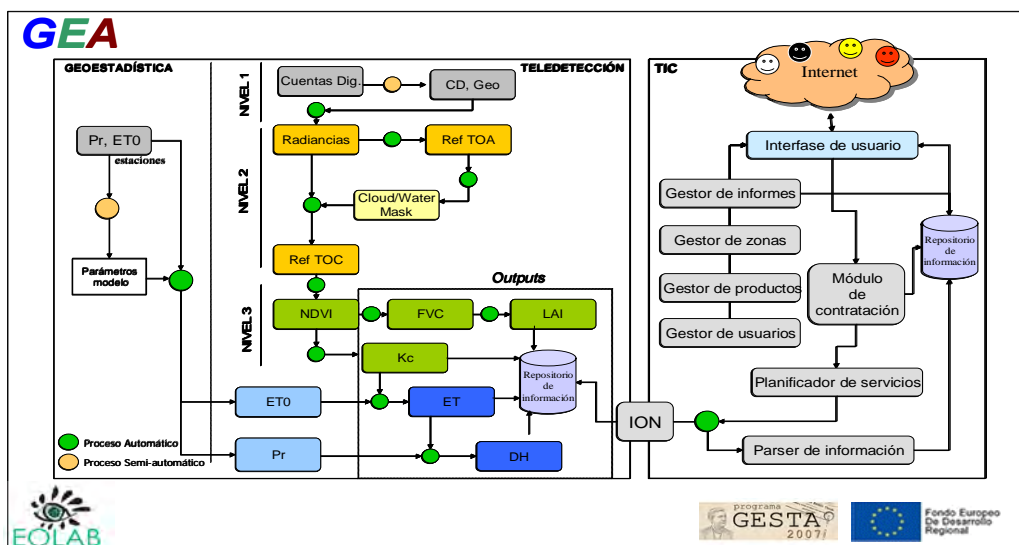 GEA
GEOESTADÍSTICA
TELEDETECCIÓN
TIC
NIVEL 1
Cuentas Dig.
CD, Geo
Internet
Pr, ET0
estaciones
NIVEL 2
Radiancias
Ref TOA
Interfase de usuario
Cloud/Water
Mask
Gestor de informes
Gestor de zonas
Repositorio
de
información
Parámetros
modelo
Ref TOC
Outputs
Módulo
de
contratación
Gestor de productos
NIVEL 3
NDVI
FVC
LAI
Gestor de usuarios
Kc
Repositorio
de
información
Planificador de servicios
ET0
ET
ION
Proceso Automático
Proceso Semi-automático
Pr
DH
Parser de información
EOLAB
programa
GESTA
2007
Fondo Europeo
De Desarrollo
Regional